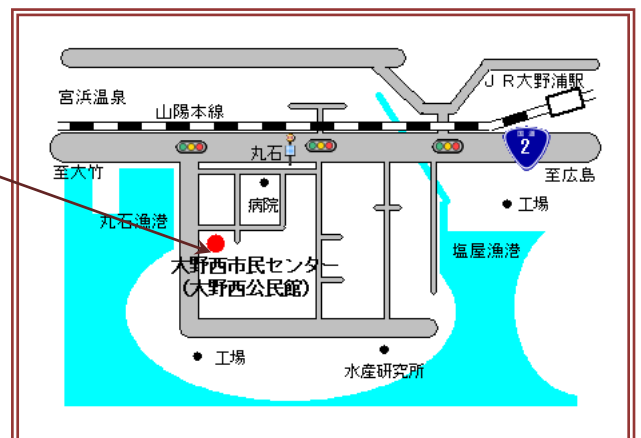 JR大野浦駅
宮浜温泉
山陽本線
国道
2
丸石
至大竹
至広島
病院
工場
丸石漁港
塩屋漁港
大野西市民センター
(大野西公民館)
工場
水産研究所